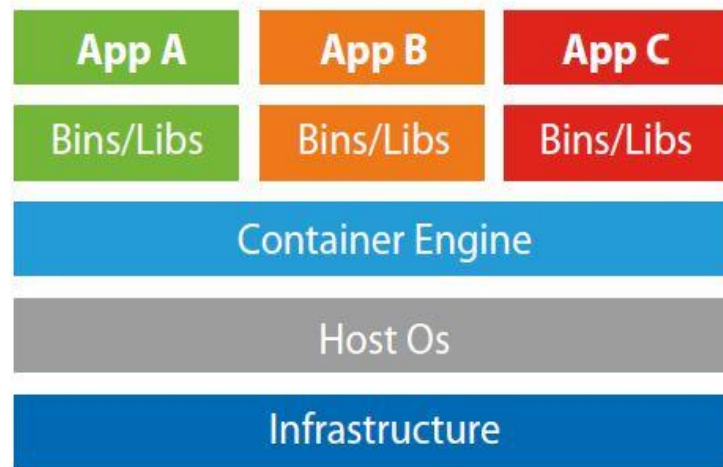 App A App B App C
Bins/Libs Bins/Libs Bins/Libs
Container Engine
Host Os
Infrastructure